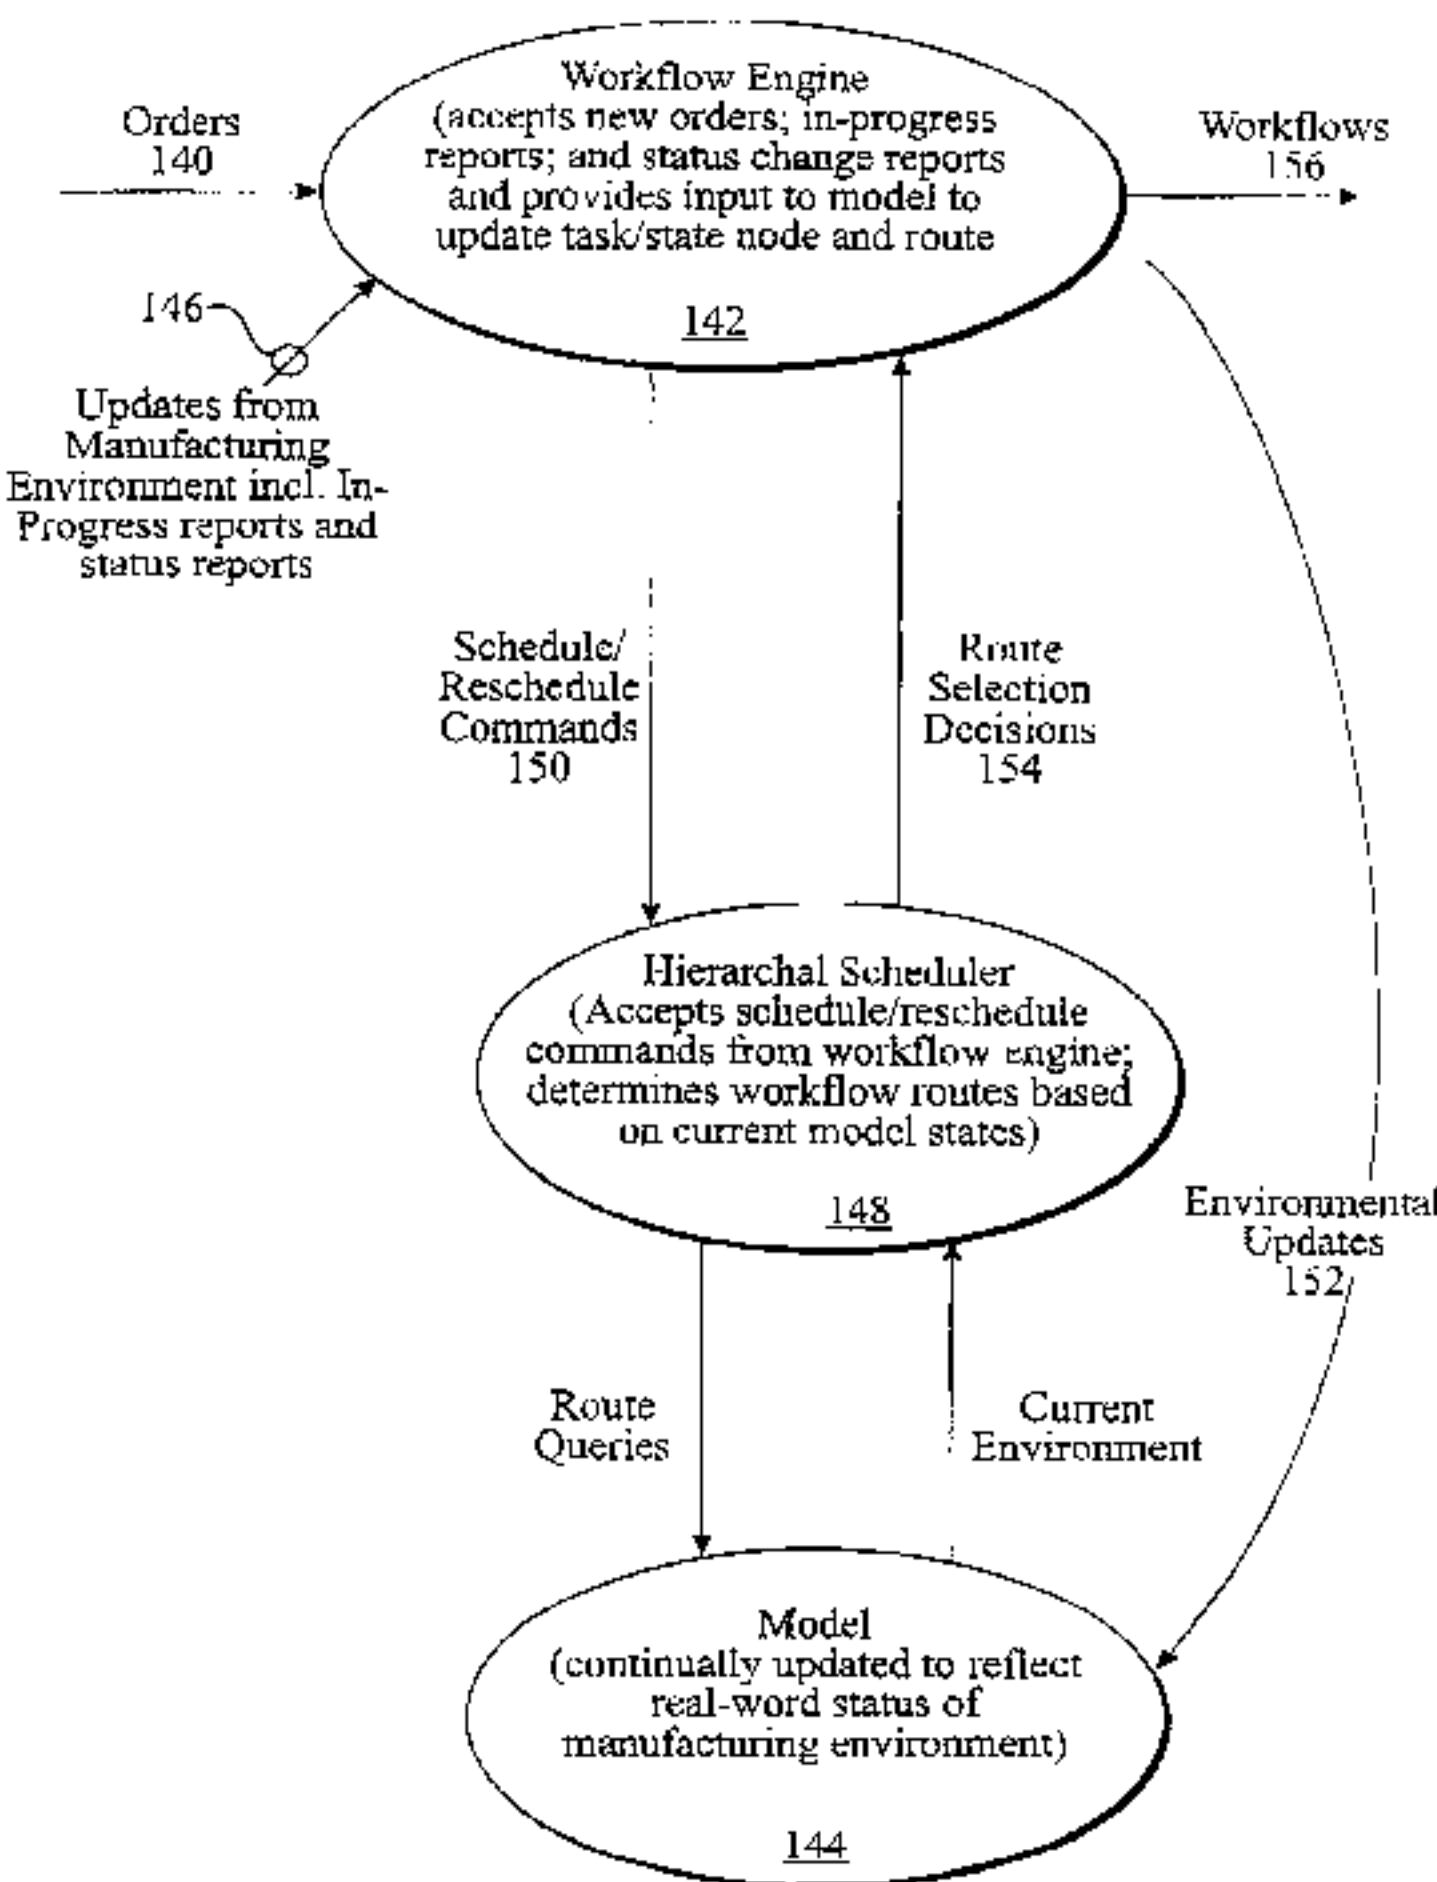 Workflow Engine
(accepts new orders; in-progress
reports; and status change reports
and provides input to model to
update task/state node and route
142
Orders
140
Workflows
156
146
Updates from
Manufacturing
Environment incl. In-
Progress reports and
status reports
Schedule/
Reschedule
Commands
150
Route
Selection
Decisions
154
Hierarchal Scheduler
(Accepts schedule/reschedule
commands from workflow engine;
determines workflow routes based
on current model states)
148
Environmental
Updates
152
Route
Queries
Current
Environment
Model
(continually updated to reflect
real-word status of
manufacturing environment)
144